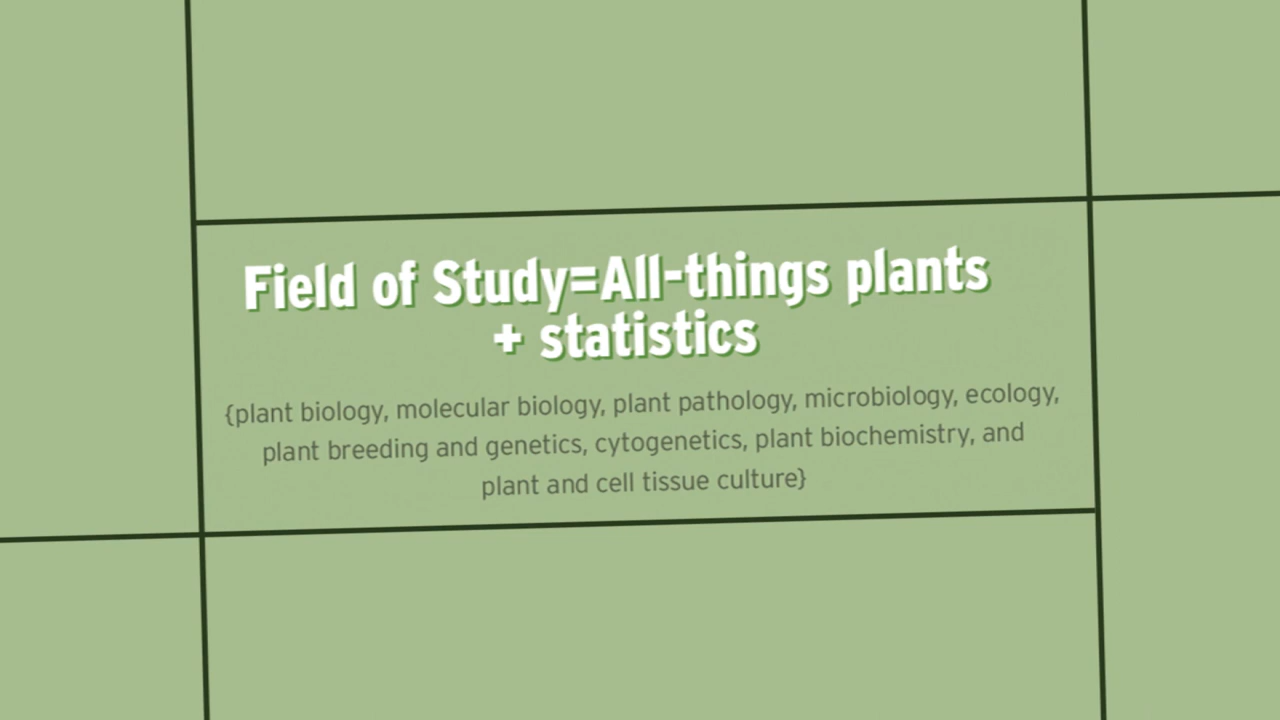 Field of Study=All-things plants
+ statistics
{plant biology, molecular biology, plant pathology, microbiology, ecology,
plant breeding and genetics, cytogenetics, plant biochemistry, and
plant and cell tissue culture}